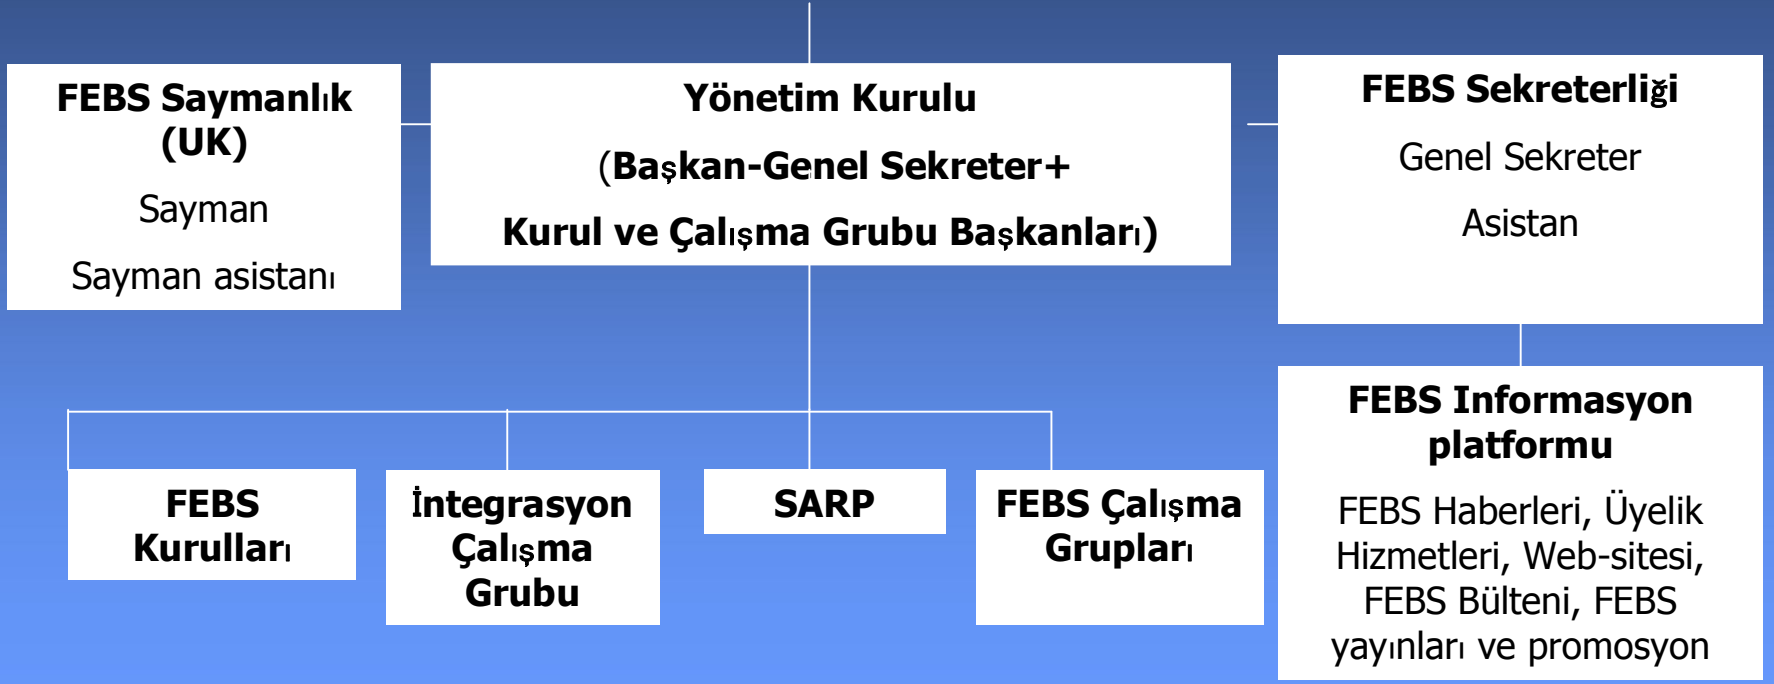 FEBS Saymanlık
(UK)
Sayman
Sayman asistanı
Yönetim Kurulu
(Başkan-Genel Sekreter+
Kurul ve Çalışma Grubu Başkanları)
FEBS Sekreterliği
Genel Sekreter
Asistan
FEBS
Kurulları
İntegrasyon
Çalışma
Grubu
SARP
FEBS Çalışma
Grupları
FEBS Informasyon
platformu
FEBS Haberleri, Üyelik
Hizmetleri, Web-sitesi,
FEBS Bülteni, FEBS
yayınları ve promosyon